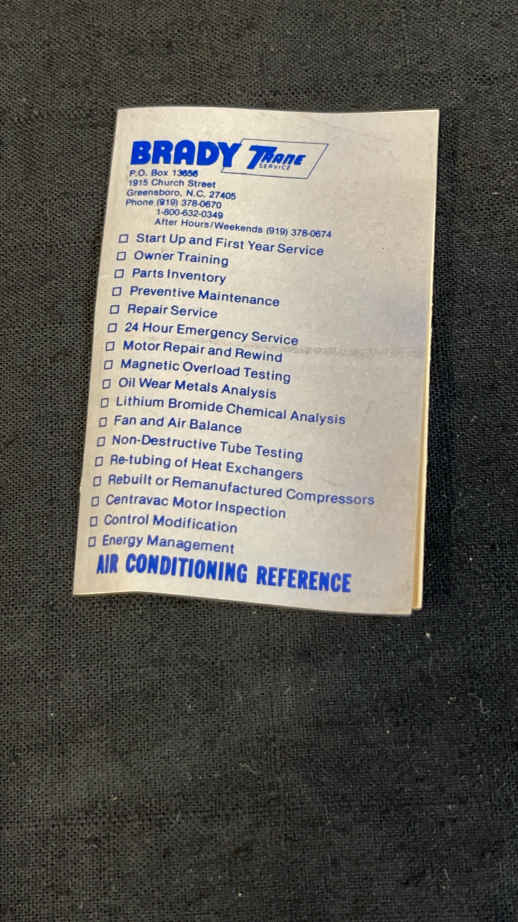 BRADY TRANE
SERVICE
P.O. Box 13656
1915 Church Street
Greensboro, N.C. 27405
Phone (919) 378-0670
1-800-632-0349
After Hours/Weekends (919) 378-0674
Start Up and First Year Service
Owner Training
Parts Inventory
Preventive Maintenance
Repair Service
24 Hour Emergency Service
Motor Repair and Rewind
Magnetic Overload Testing
Oil Wear Metals Analysis
Lithium Bromide Chemical Analysis
Fan and Air Balance
Non-Destructive Tube Testing
Re-tubing of Heat Exchangers
Rebuilt or Remanufactured Compressors
Centravac Motor Inspection
Control Modification
Energy Management
AIR CONDITIONING REFERENCE